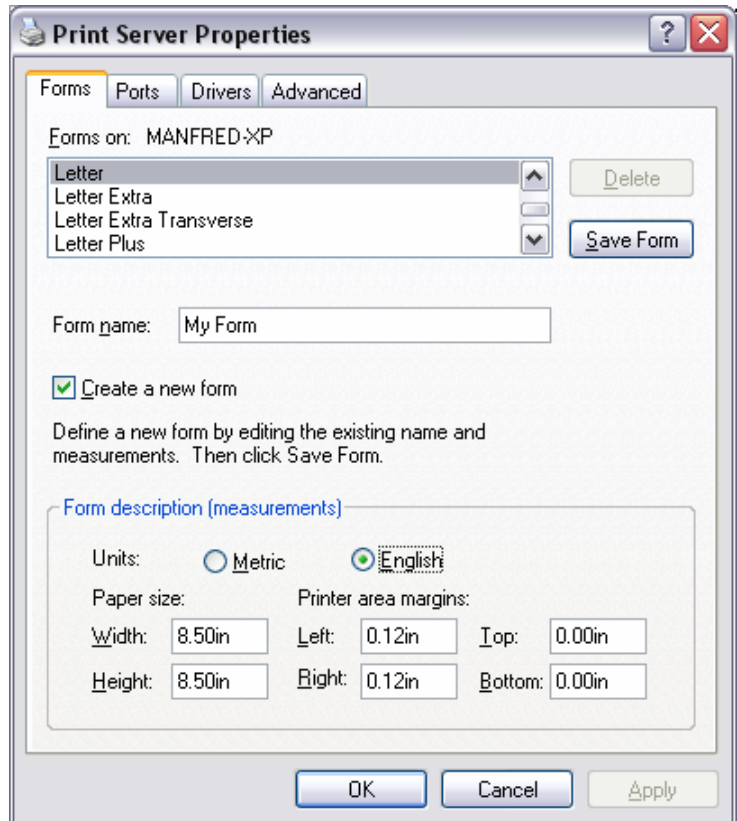 Print Server Properties
Forms Ports Drivers Advanced
Forms on: MANFRED-XP
Letter
Letter Extra
Letter Extra Transverse
Letter Plus
Delete
Save Form
Form name: My Form
Create a new form
Define a new form by editing the existing name and
measurements. Then click Save Form.
Form description (measurements)
Units: Metric English
Paper size: Printer area margins:
Width: 8.50in Left: 0.12in Top: 0.00in
Height: 8.50in Right: 0.12in Bottom: 0.00in
OK Cancel Apply